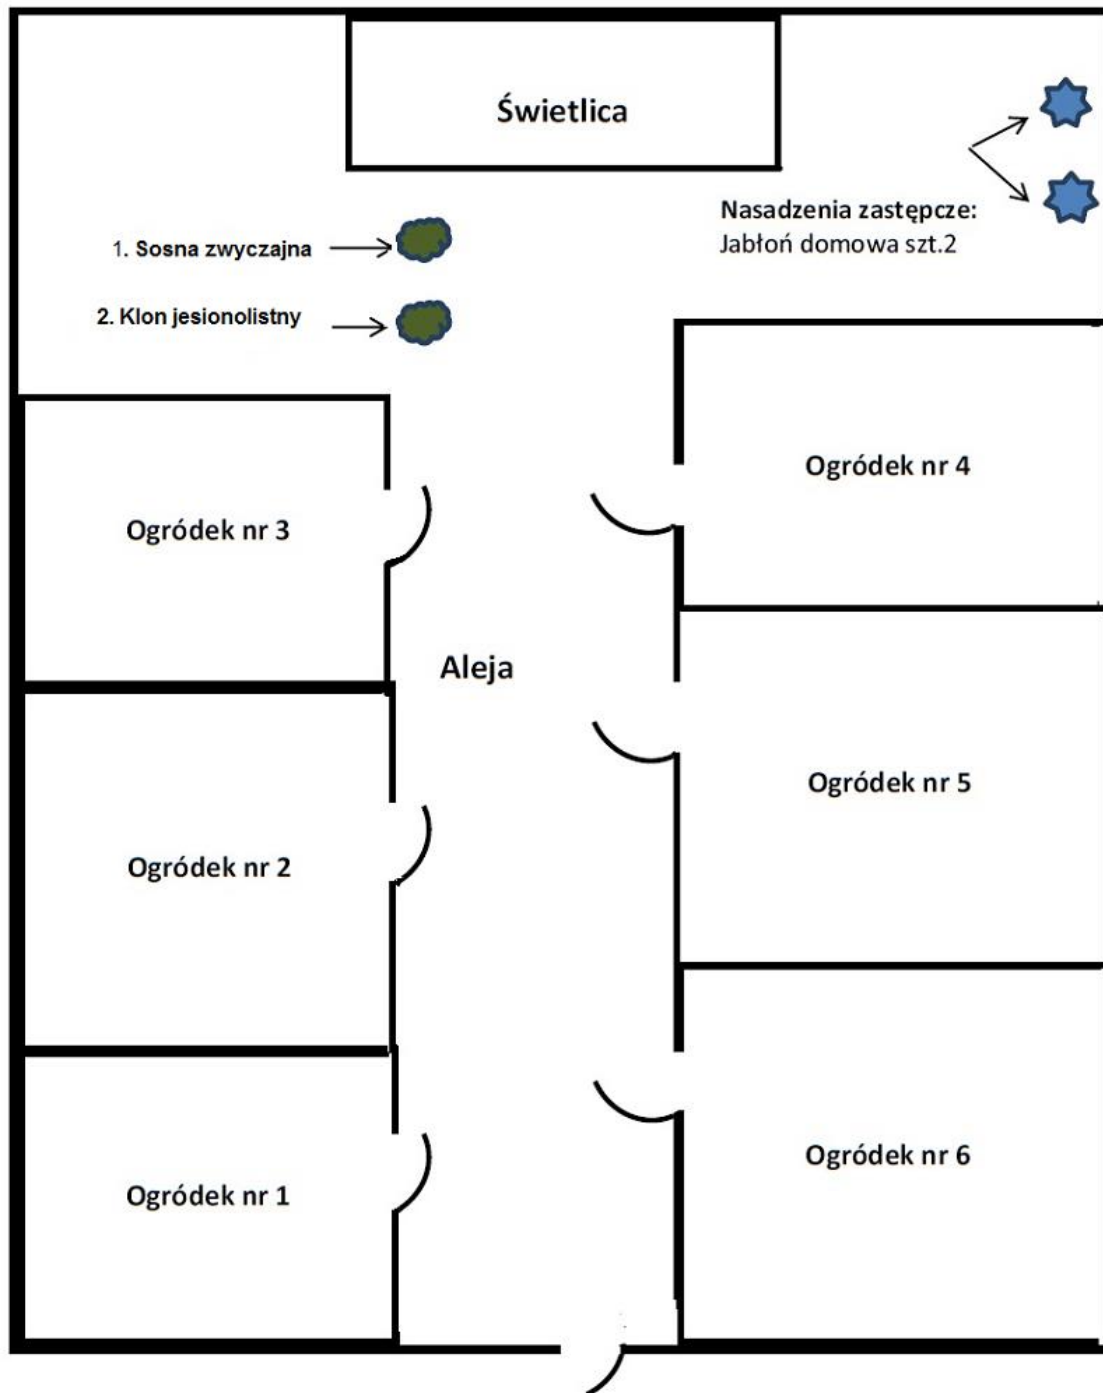 Świetlica
Nasadzenia zastępcze:
Jabłoń domowa szt.2
1. Sosna zwyczajna
2. Klon jesionolistny
Ogródek nr 4
Ogródek nr 3
Aleja
Ogródek nr 5
Ogródek nr 2
Ogródek nr 6
Ogródek nr 1